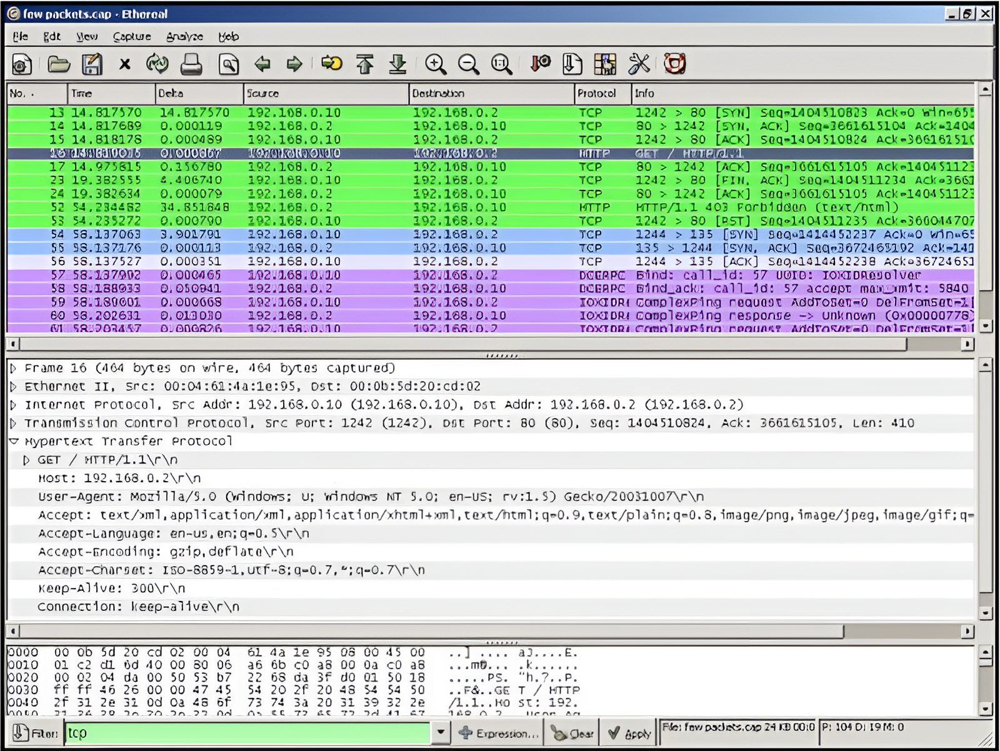 few packets.cap - Ethereal
File Edit View Capture Analyze Help
No. . Time Delta Source Destination Protocol Info
13 14.817570 14.817570 192.168.0.10 192.168.0.2 TCP 1242 > 80 [SYN] Seq=1404510823 Ack=0 Win=655
14 14.817689 0.000119 192.168.0.2 192.168.0.10 TCP 80 > 1242 [SYN, ACK] Seq=3661615104 Ack=1404
15 14.818178 0.000489 192.168.0.10 192.168.0.2 TCP 1242 > 80 [ACK] Seq=1404510824 Ack=366161510
HTTP GET / HTTP/1.1
17 14.975815 0.156780 192.168.0.2 192.168.0.10 TCP 80 > 1242 [ACK] Seq=3661615105 Ack=140451123
23 19.382555 4.406740 192.168.0.10 192.168.0.2 TCP 1242 > 80 [FIN, ACK] Seq=1404511234 Ack=3661
24 19.382634 0.000079 192.168.0.2 192.168.0.10 TCP 80 > 1242 [ACK] Seq=3661615105 Ack=140451123
52 54.234482 34.851848 192.168.0.2 192.168.0.10 HTTP HTTP/1.1 403 Forbidden (text/html)
53 54.235272 0.000790 192.168.0.10 192.168.0.2 TCP 1242 > 80 [RST] Seq=1404511235 Ack=366044707
54 58.137063 3.901791 192.168.0.10 192.168.0.2 TCP 1244 > 135 [SYN] Seq=1414452237 Ack=0 Win=65
55 58.137176 0.000113 192.168.0.2 192.168.0.10 TCP 135 > 1244 [SYN, ACK] Seq=3672465192 Ack=141
56 58.137527 0.000351 192.168.0.10 192.168.0.2 TCP 1244 > 135 [ACK] Seq=1414452238 Ack=36724651
57 58.137992 0.000465 192.168.0.10 192.168.0.2 DCERPC Bind: call_id: 57 UUID: IOXIDResolver
58 58.188933 0.050941 192.168.0.2 192.168.0.10 DCERPC Bind_ack: call_id: 57 accept max_xmit: 5840
59 58.189601 0.000668 192.168.0.10 192.168.0.2 IOXIDR ComplexPing request AddToSet=0 DelFromSet=1
60 58.202631 0.013030 192.168.0.2 192.168.0.10 IOXIDR ComplexPing response -> Unknown (0x00000778)
61 58.203457 0.000826 192.168.0.10 192.168.0.2 IOXIDR ComplexPing request AddToSet=0 DelFromSet=1
Frame 16 (464 bytes on wire, 464 bytes captured)
Ethernet II, Src: 00:04:61:4a:1e:95, Dst: 00:0b:5d:20:cd:02
Internet Protocol, Src Addr: 192.168.0.10 (192.168.0.10), Dst Addr: 192.168.0.2 (192.168.0.2)
Transmission Control Protocol, Src Port: 1242 (1242), Dst Port: 80 (80), Seq: 1404510824, Ack: 3661615105, Len: 410
Hypertext Transfer Protocol
GET / HTTP/1.1\r\n
Host: 192.168.0.2\r\n
User-Agent: Mozilla/5.0 (Windows; U; Windows NT 5.0; en-US; rv:1.5) Gecko/20031007\r\n
Accept: text/xml,application/xml,application/xhtml+xml,text/html;q=0.9,text/plain;q=0.8,image/png,image/jpeg,image/gif;q=
Accept-Language: en-us,en;q=0.5\r\n
Accept-Encoding: gzip,deflate\r\n
Accept-Charset: ISO-8859-1,utf-8;q=0.7,*;q=0.7\r\n
Keep-Alive: 300\r\n
Connection: keep-alive\r\n
0000 00 0b 5d 20 cd 02 00 04 61 4a 1e 95 08 00 45 00 ..] .... aJ....E.
0010 01 c2 d1 6d 40 00 80 06 a6 6b c0 a8 00 0a c0 a8 ...m@... .k......
0020 00 02 04 da 00 50 53 b7 22 68 da 3f d0 01 50 18 .....PS. "h.?..P.
0030 ff ff 46 26 00 00 47 45 54 20 2f 20 48 54 54 50 ..F&..GE T / HTTP
0040 2f 31 2e 31 0d 0a 48 6f 73 74 3a 20 31 39 32 2e /1.1..Ho st: 192.
Filter: tcp Expression... Clear Apply File: few packets.cap 24 KB 00:0 P: 104 D: 19 M: 0